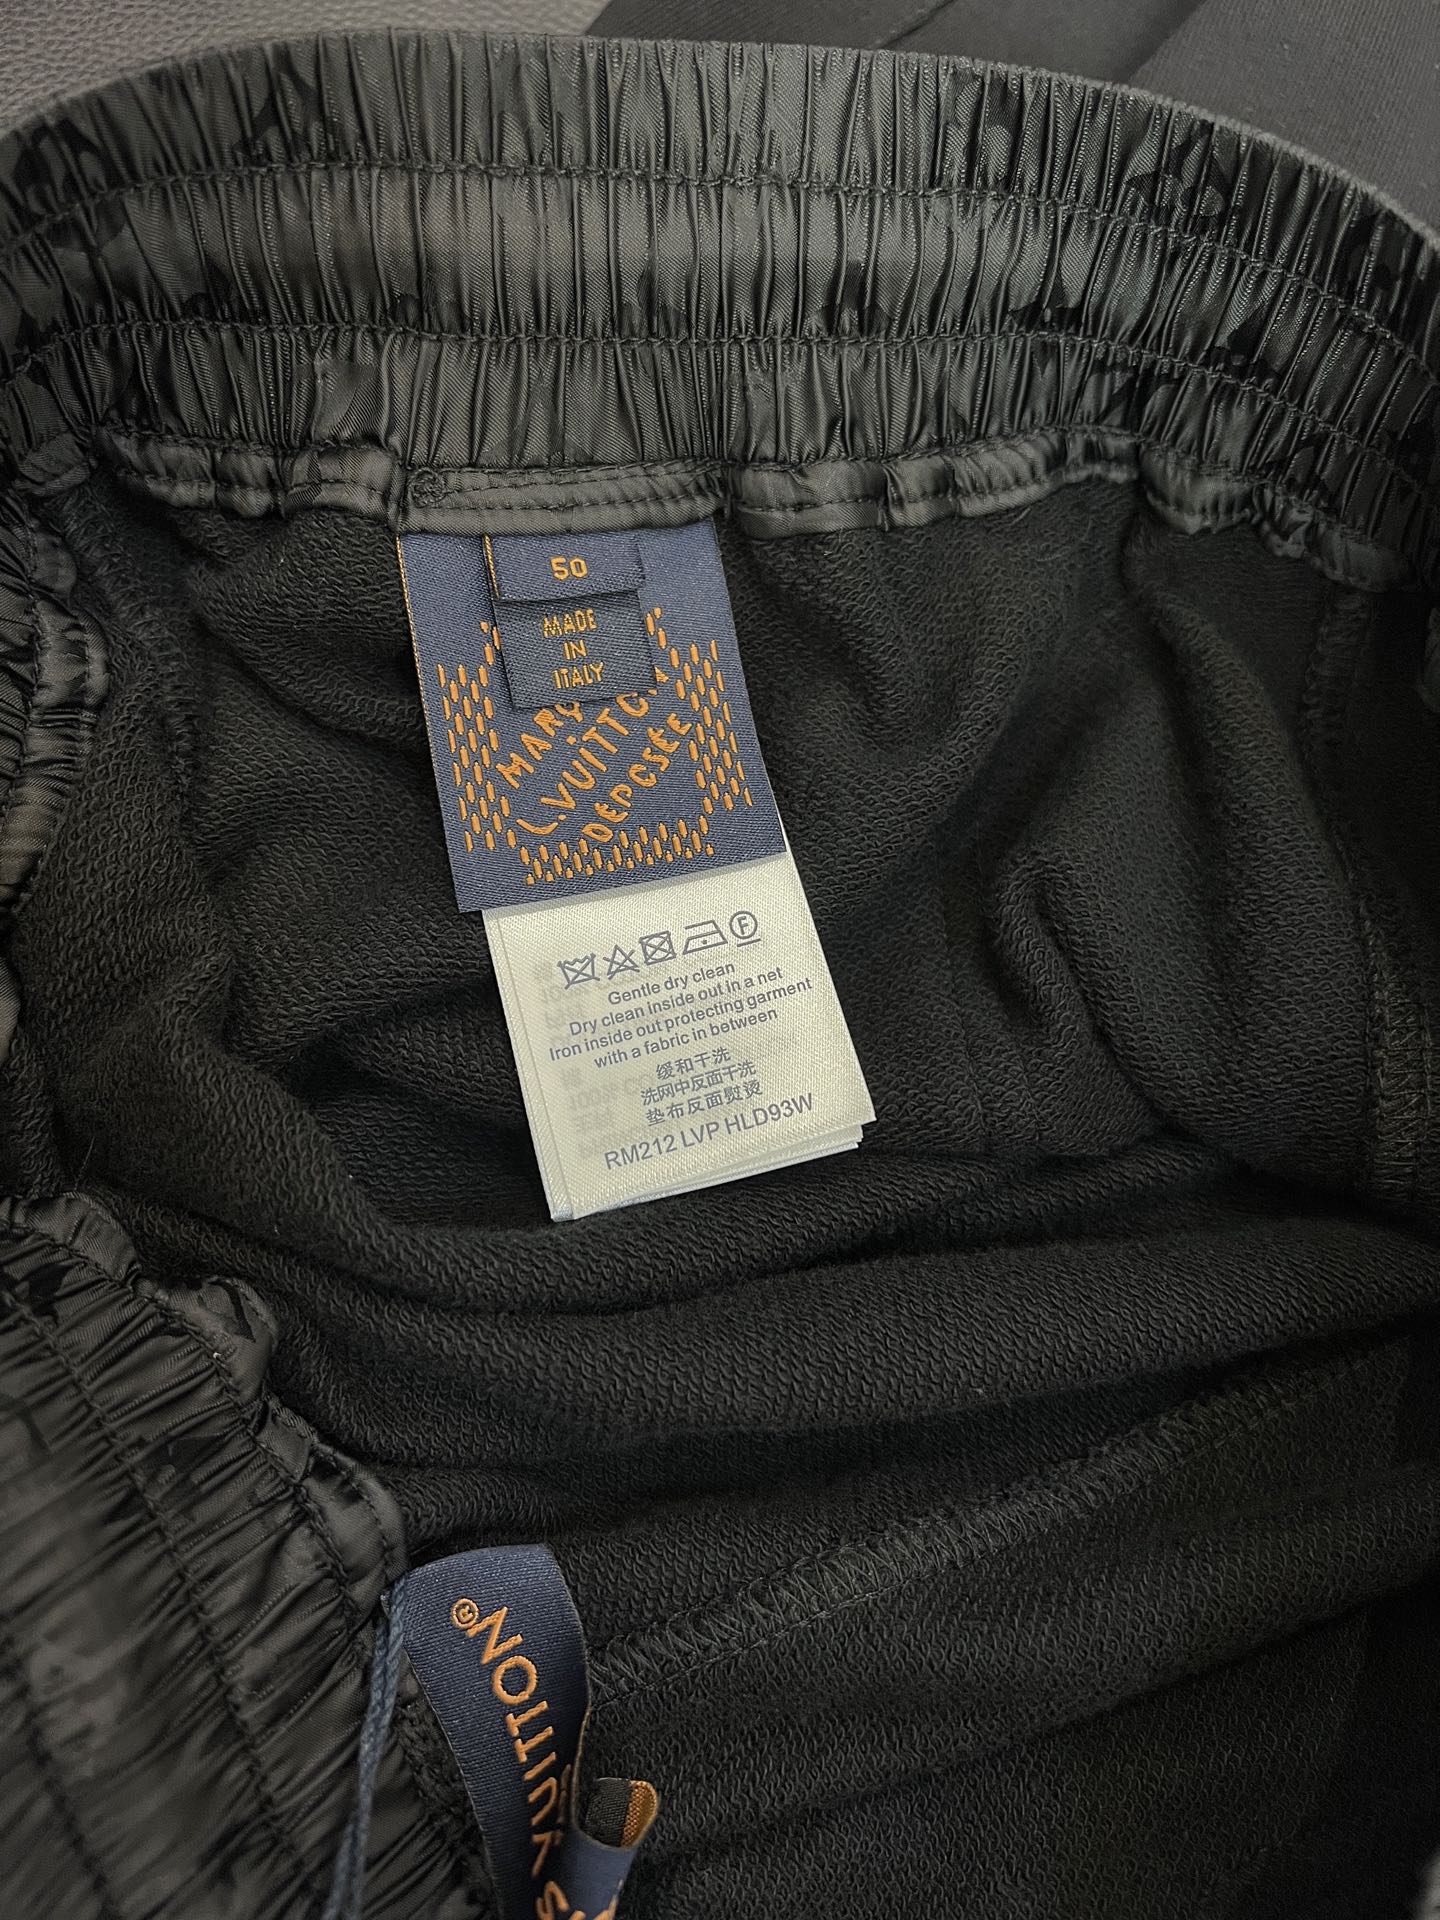 50
MADE
IN
ITALY
L.VUITTON
DEPOSÉE
Gentle dry clean
Dry clean inside out in a net
Iron inside out protecting garment
with a fabric in between
缓和干洗
洗网中反面干洗
垫布反面熨烫
RM212 LVP HLD93W
VUITTON®